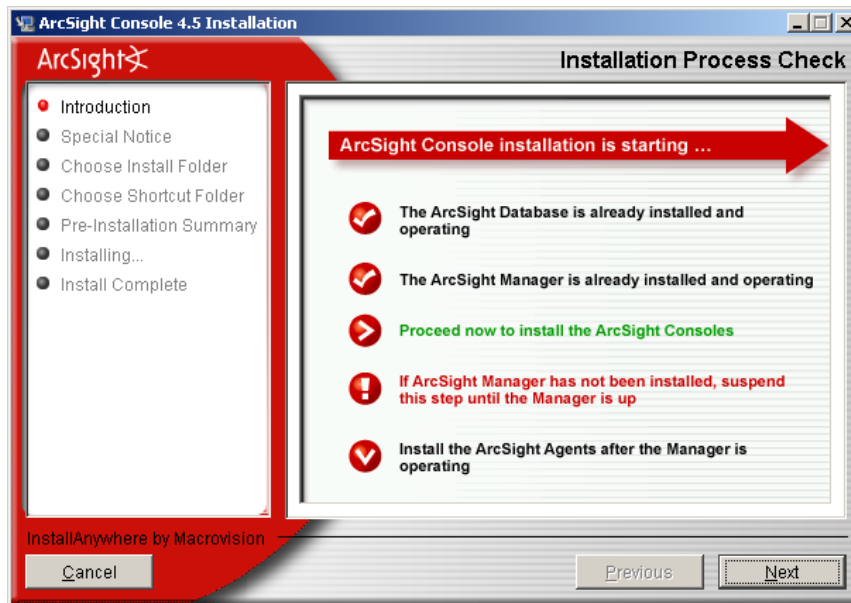 ArcSight Console 4.5 Installation
ArcSight
Installation Process Check
Introduction
Special Notice
Choose Install Folder
Choose Shortcut Folder
Pre-Installation Summary
Installing...
Install Complete
ArcSight Console installation is starting ...
The ArcSight Database is already installed and
operating
The ArcSight Manager is already installed and operating
Proceed now to install the ArcSight Consoles
If ArcSight Manager has not been installed, suspend
this step until the Manager is up
Install the ArcSight Agents after the Manager is
operating
InstallAnywhere by Macrovision
Cancel
Previous
Next